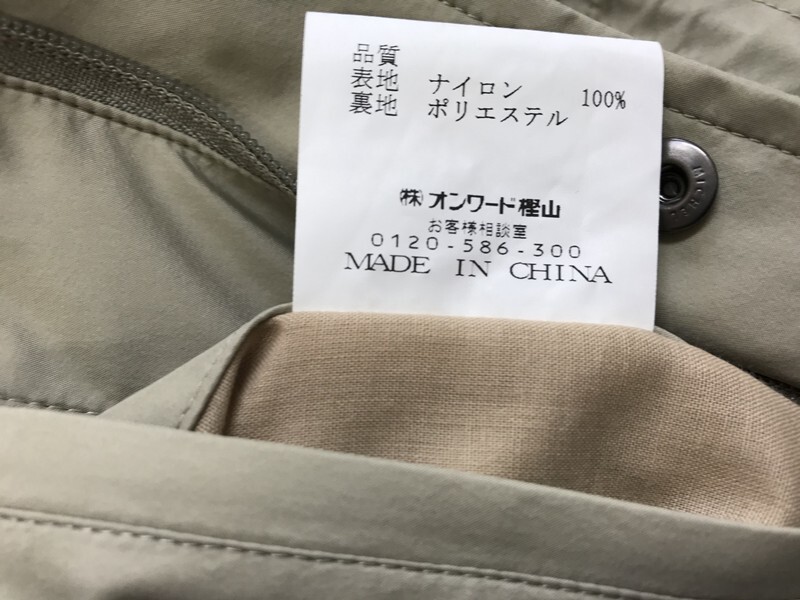 品質
表地 ナイロン 100%
裏地 ポリエステル
㈱オンワード樫山
お客様相談室
0120-586-300
MADE IN CHINA